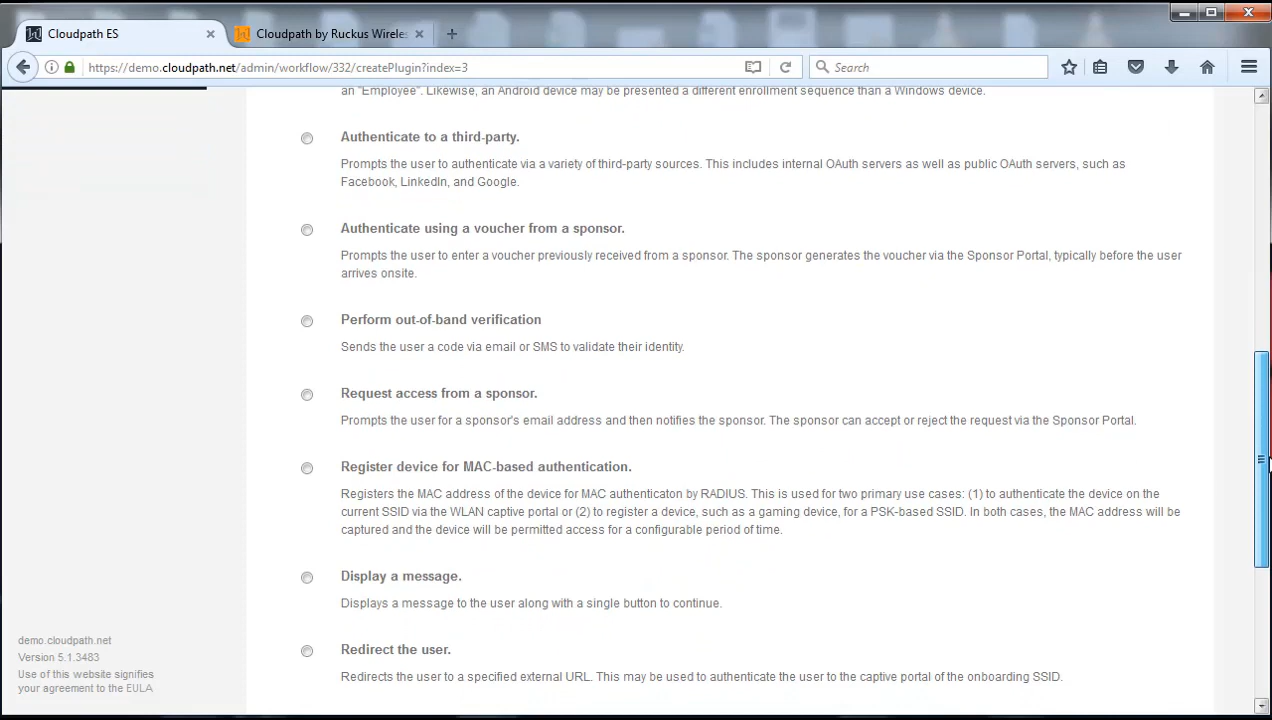 Cloudpath ES
Cloudpath by Ruckus Wirele
https://demo.cloudpath.net/admin/workflow/332/createPlugin?index=3
Search
an "Employee". Likewise, an Android device may be presented a different enrollment sequence than a Windows device.
Authenticate to a third-party.
Prompts the user to authenticate via a variety of third-party sources. This includes internal OAuth servers as well as public OAuth servers, such as
Facebook, LinkedIn, and Google.
Authenticate using a voucher from a sponsor.
Prompts the user to enter a voucher previously received from a sponsor. The sponsor generates the voucher via the Sponsor Portal, typically before the user
arrives onsite.
Perform out-of-band verification
Sends the user a code via email or SMS to validate their identity.
Request access from a sponsor.
Prompts the user for a sponsor's email address and then notifies the sponsor. The sponsor can accept or reject the request via the Sponsor Portal.
Register device for MAC-based authentication.
Registers the MAC address of the device for MAC authenticaton by RADIUS. This is used for two primary use cases: (1) to authenticate the device on the
current SSID via the WLAN captive portal or (2) to register a device, such as a gaming device, for a PSK-based SSID. In both cases, the MAC address will be
captured and the device will be permitted access for a configurable period of time.
Display a message.
Displays a message to the user along with a single button to continue.
Redirect the user.
Redirects the user to a specified external URL. This may be used to authenticate the user to the captive portal of the onboarding SSID.
demo.cloudpath.net
Version 5.1.3483
Use of this website signifies
your agreement to the EULA